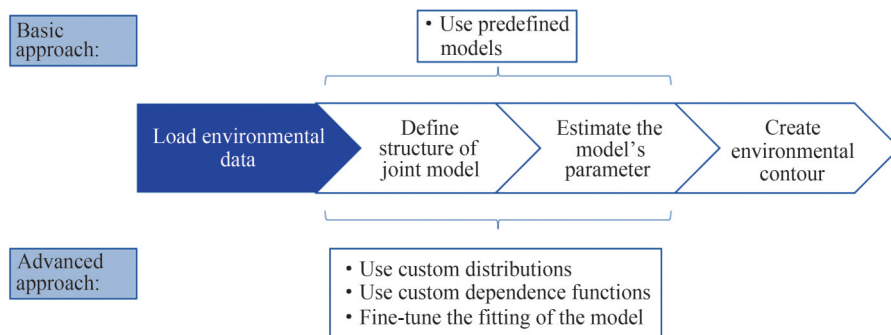 Basic
approach:
• Use predefined
models
Load environmental
data
Define
structure of
joint model
Estimate the
model’s
parameter
Create
environmental
contour
Advanced
approach:
• Use custom distributions
• Use custom dependence functions
• Fine-tune the fitting of the model